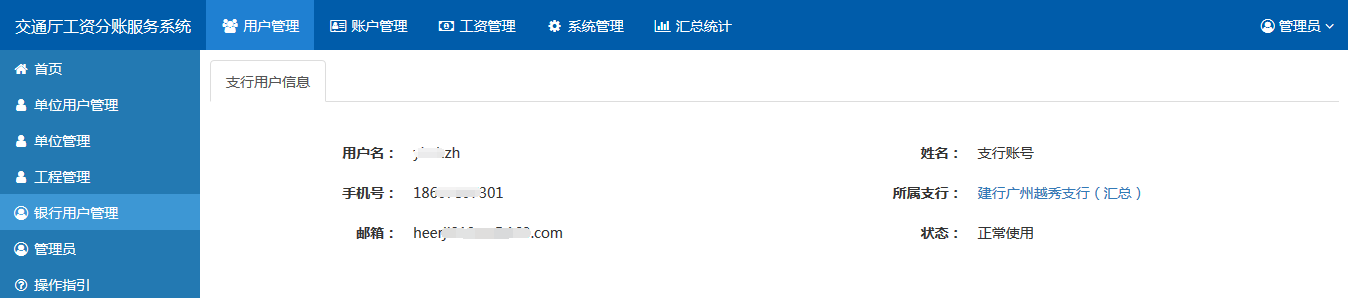 交通厅工资分账服务系统 用户管理 账户管理 工资管理 系统管理 汇总统计 管理员
首页
单位用户管理
单位管理
工程管理
银行用户管理
管理员
操作指引
支行用户信息
用户名： .zh 姓名： 支行账号
手机号： 186 301 所属支行： 建行广州越秀支行（汇总）
邮箱： .com 状态： 正常使用